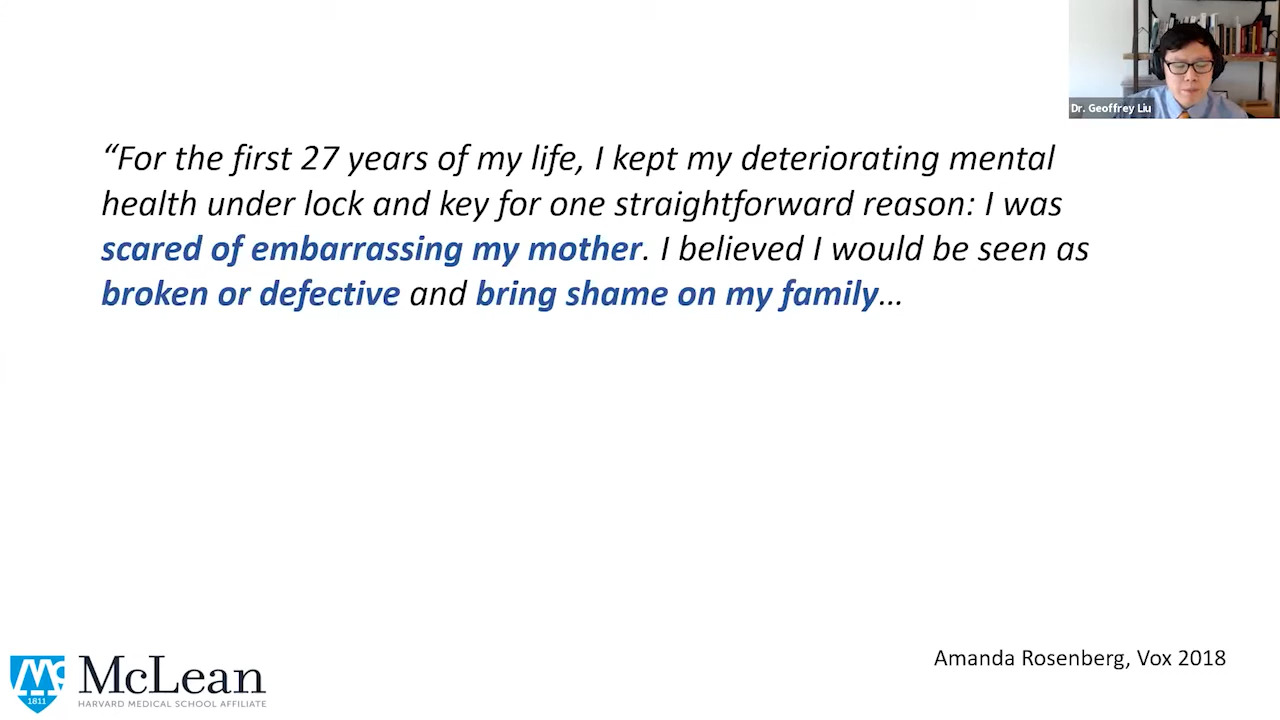 Dr. Geoffrey Liu
“For the first 27 years of my life, I kept my deteriorating mental
health under lock and key for one straightforward reason: I was
scared of embarrassing my mother. I believed I would be seen as
broken or defective and bring shame on my family…
Amanda Rosenberg, Vox 2018
1811
McLean
HARVARD MEDICAL SCHOOL AFFILIATE